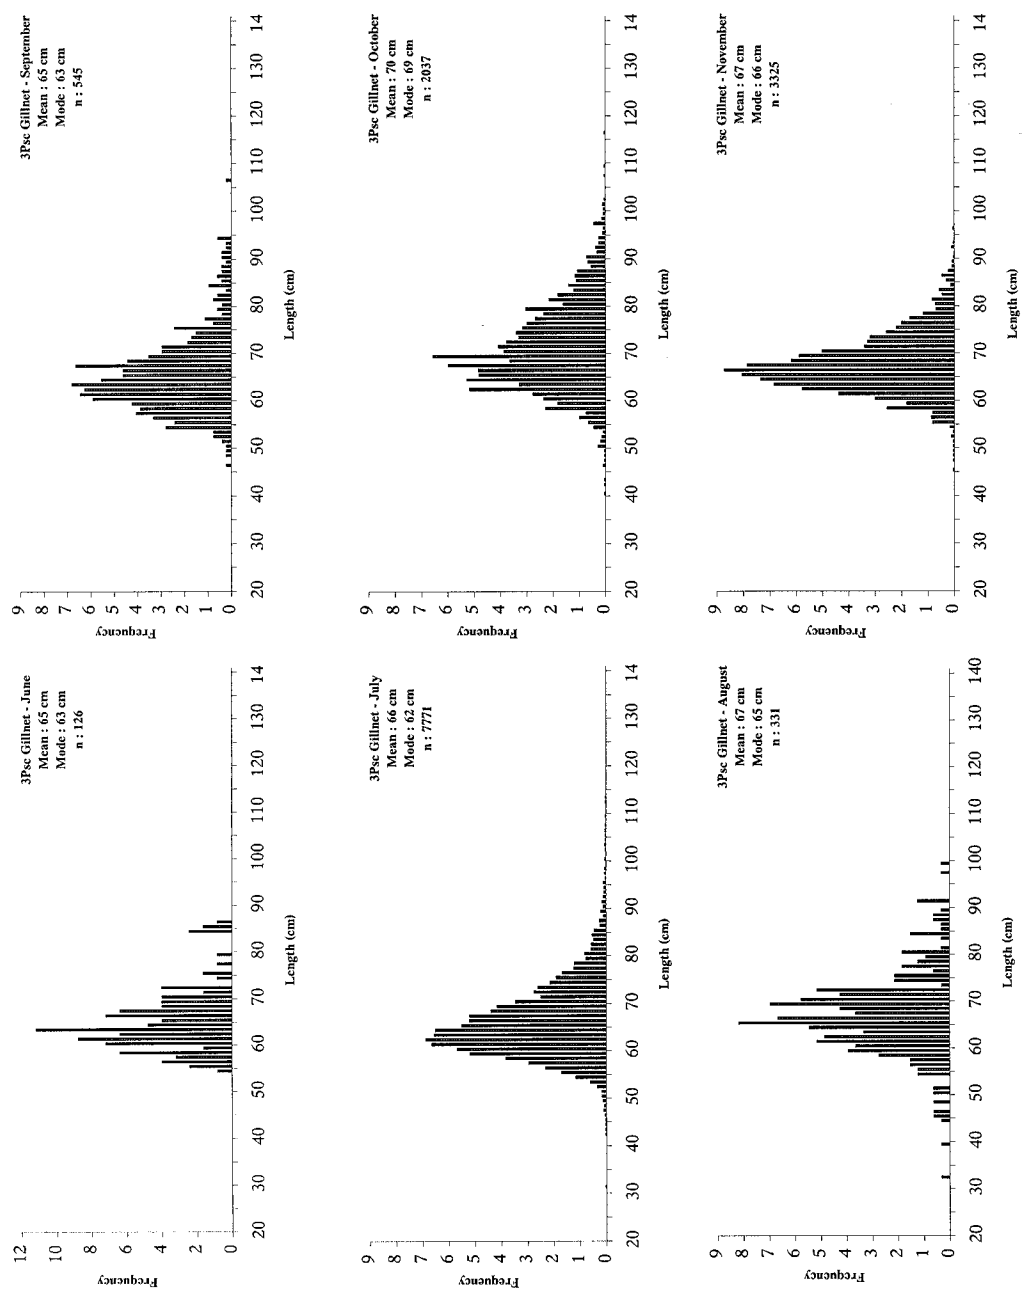 3Psc Gillnet - June
Mean : 65 cm
Mode : 63 cm
n : 126
Frequency
12
10
8
6
4
2
0
20 30 40 50 60 70 80 90 100 110 120 130 14
Length (cm)
3Psc Gillnet - July
Mean : 66 cm
Mode : 62 cm
n : 7771
Frequency
9
8
7
6
5
4
3
2
1
0
20 30 40 50 60 70 80 90 100 110 120 130 14
Length (cm)
3Psc Gillnet - August
Mean : 67 cm
Mode : 65 cm
n : 331
Frequency
9
8
7
6
5
4
3
2
1
0
20 30 40 50 60 70 80 90 100 110 120 130 140
Length (cm)
3Psc Gillnet - September
Mean : 65 cm
Mode : 63 cm
n : 545
Frequency
9
8
7
6
5
4
3
2
1
0
20 30 40 50 60 70 80 90 100 110 120 130 14
Length (cm)
3Psc Gillnet - October
Mean : 70 cm
Mode : 69 cm
n : 2037
Frequency
9
8
7
6
5
4
3
2
1
0
20 30 40 50 60 70 80 90 100 110 120 130 14
Length (cm)
3Psc Gillnet - November
Mean : 67 cm
Mode : 66 cm
n : 3325
Frequency
9
8
7
6
5
4
3
2
1
0
20 30 40 50 60 70 80 90 100 110 120 130 14
Length (cm)